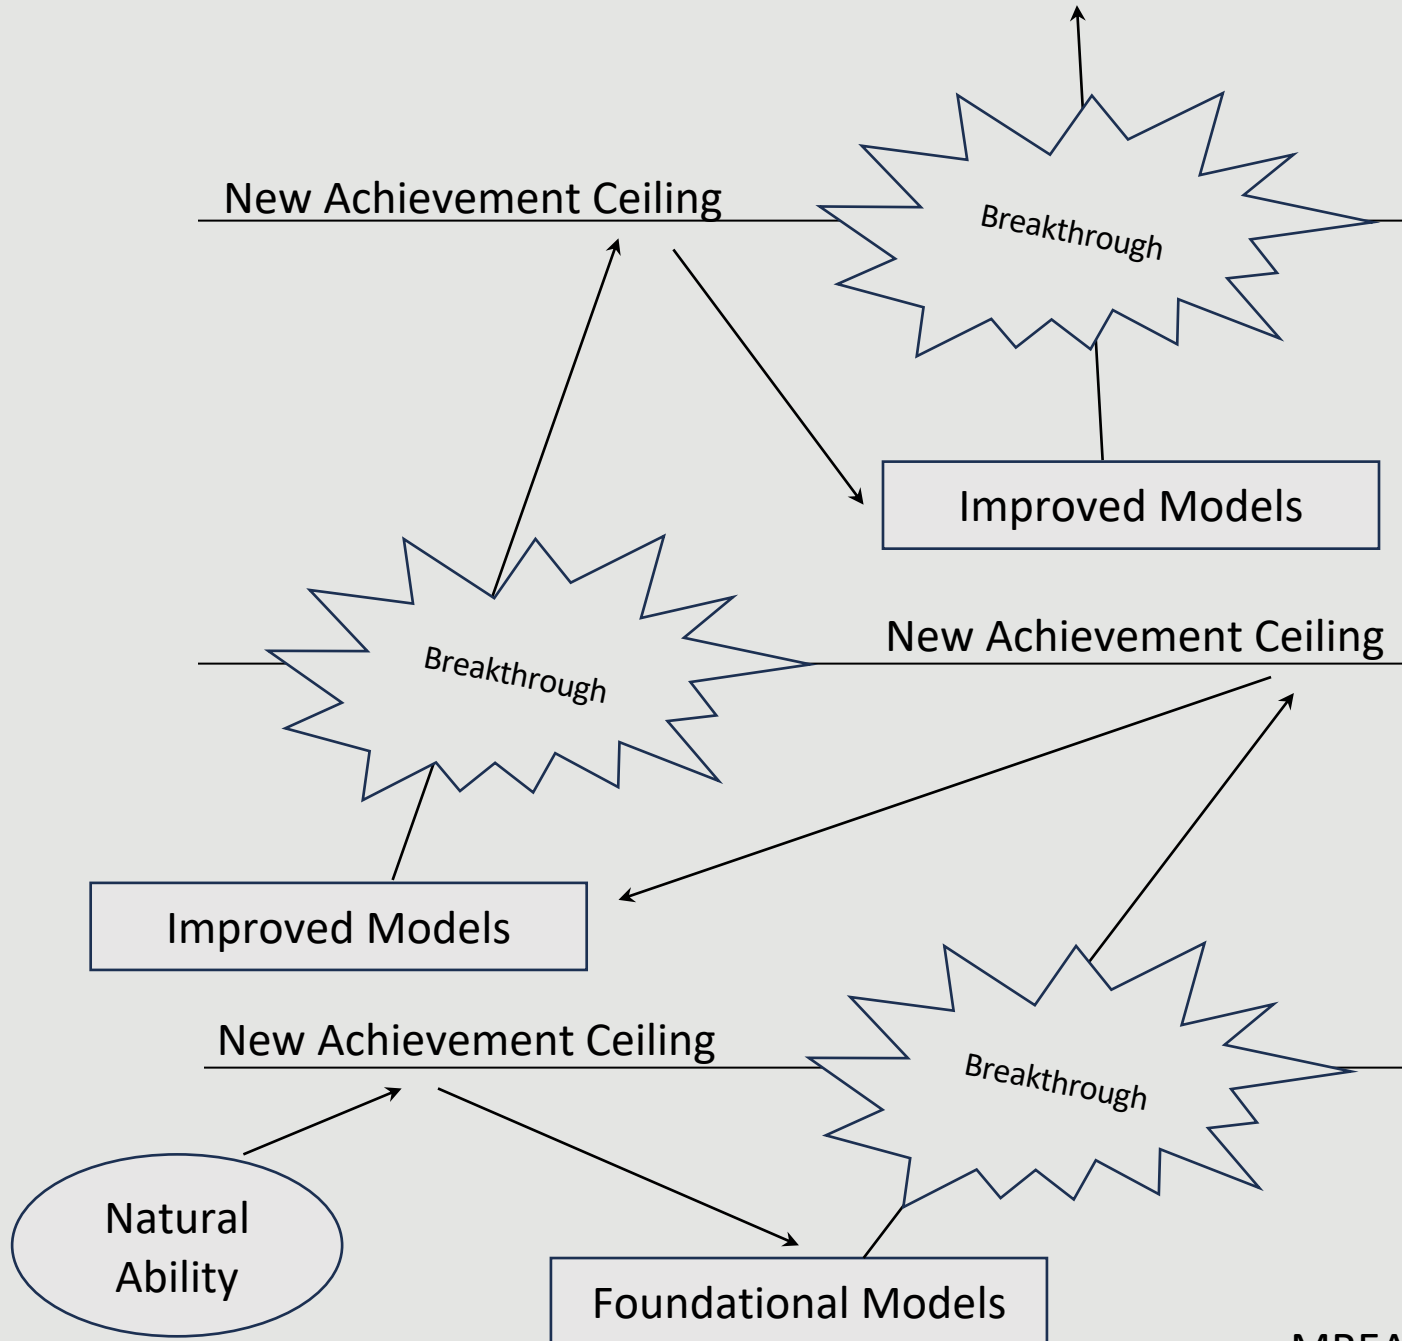 New Achievement Ceiling
Breakthrough
Improved Models
New Achievement Ceiling
Breakthrough
Improved Models
New Achievement Ceiling
Breakthrough
Natural
Ability
Foundational Models